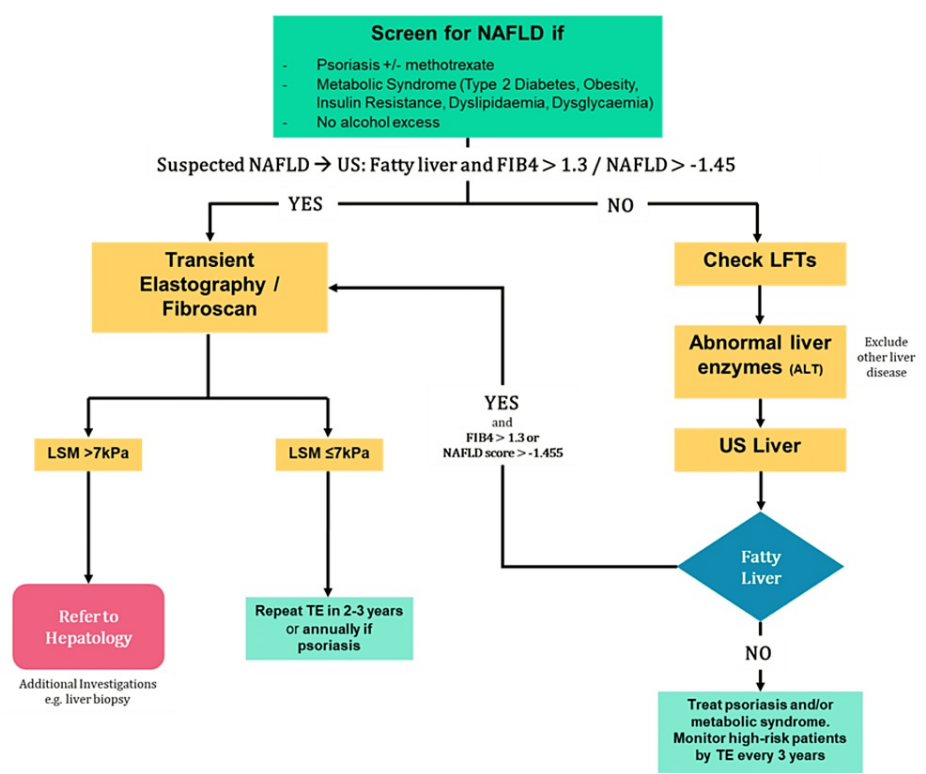 Screen for NAFLD if
- Psoriasis +/- methotrexate
- Metabolic Syndrome (Type 2 Diabetes, Obesity,
Insulin Resistance, Dyslipidaemia, Dysglycaemia)
- No alcohol excess
Suspected NAFLD → US: Fatty liver and FIB4 > 1.3 / NAFLD > -1.45
YES
NO
Transient
Elastography /
Fibroscan
Check LFTs
Abnormal liver
enzymes (ALT)
Exclude
other liver
disease
YES
and
FIB4 > 1.3 or
NAFLD score > -1.455
LSM >7kPa
LSM ≤7kPa
US Liver
Fatty
Liver
Refer to
Hepatology
Repeat TE in 2-3 years
or annually if
psoriasis
Additional Investigations
e.g. liver biopsy
NO
Treat psoriasis and/or
metabolic syndrome.
Monitor high-risk patients
by TE every 3 years